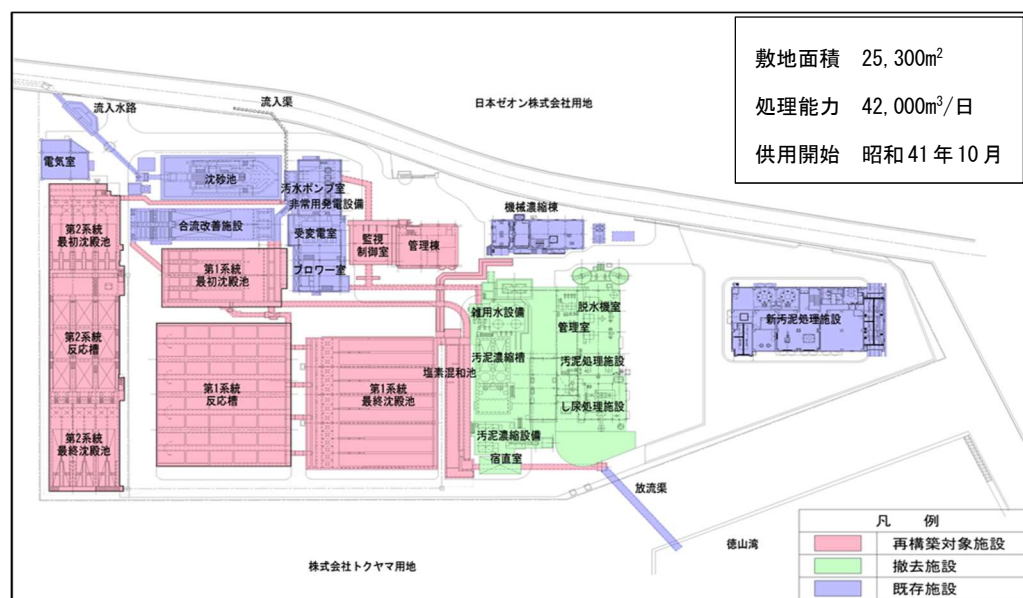 敷地面積 25,300m²
処理能力 42,000m³/日
供用開始 昭和41年10月
流入水路
流入渠
日本ゼオン株式会社用地
電気室
沈砂池
汚水ポンプ室
非常用発電設備
機械濃縮棟
第2系統
最初沈殿池
合流改善施設
受変電室
監視
制御室
管理棟
第1系統
最初沈殿池
ブロワー室
雑用水設備
脱水機室
管理室
新汚泥処理施設
第2系統
反応槽
汚泥濃縮槽
汚泥処理施設
塩素混和池
第1系統
反応槽
第1系統
最終沈殿池
し尿処理施設
第2系統
最終沈殿池
汚泥濃縮設備
宿直室
放流渠
徳山湾
株式会社トクヤマ用地
凡 例
再構築対象施設
撤去施設
既存施設